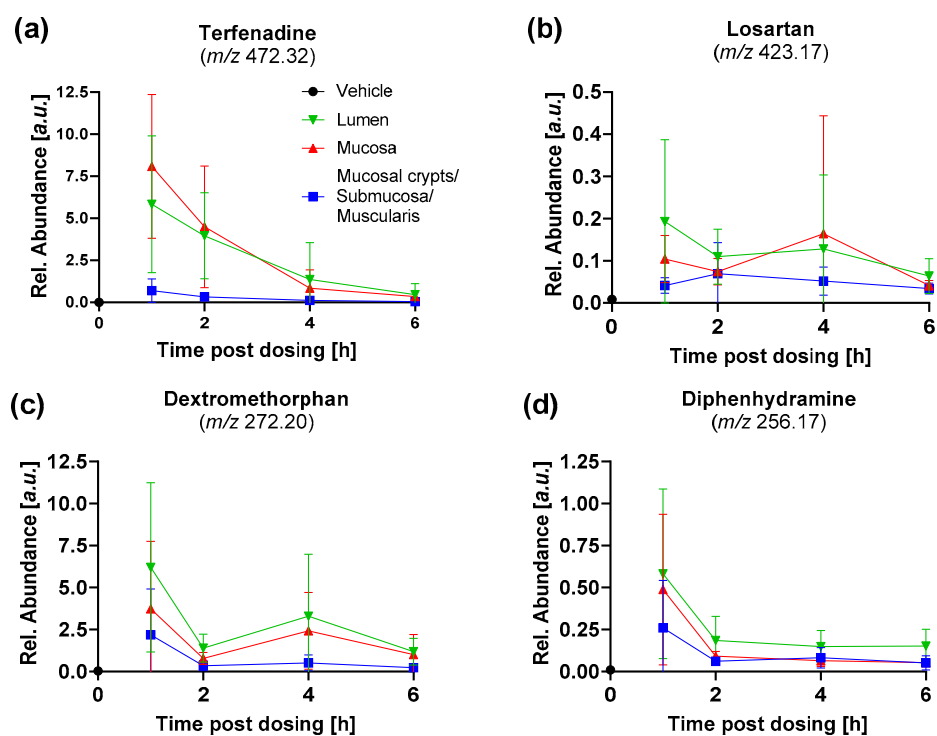 (a)
Terfenadine
(m/z 472.32)
Rel. Abundance [a.u.]
12.5
10.0
7.5
5.0
2.5
0.0
0
2
4
6
Time post dosing [h]
Vehicle
Lumen
Mucosa
Mucosal crypts/
Submucosa/
Muscularis
(b)
Losartan
(m/z 423.17)
Rel. Abundance [a.u.]
0.5
0.4
0.3
0.2
0.1
0.0
0
2
4
6
Time post dosing [h]
(c)
Dextromethorphan
(m/z 272.20)
Rel. Abundance [a.u.]
12.5
10.0
7.5
5.0
2.5
0.0
0
2
4
6
Time post dosing [h]
(d)
Diphenhydramine
(m/z 256.17)
Rel. Abundance [a.u.]
1.25
1.00
0.75
0.50
0.25
0.00
0
2
4
6
Time post dosing [h]